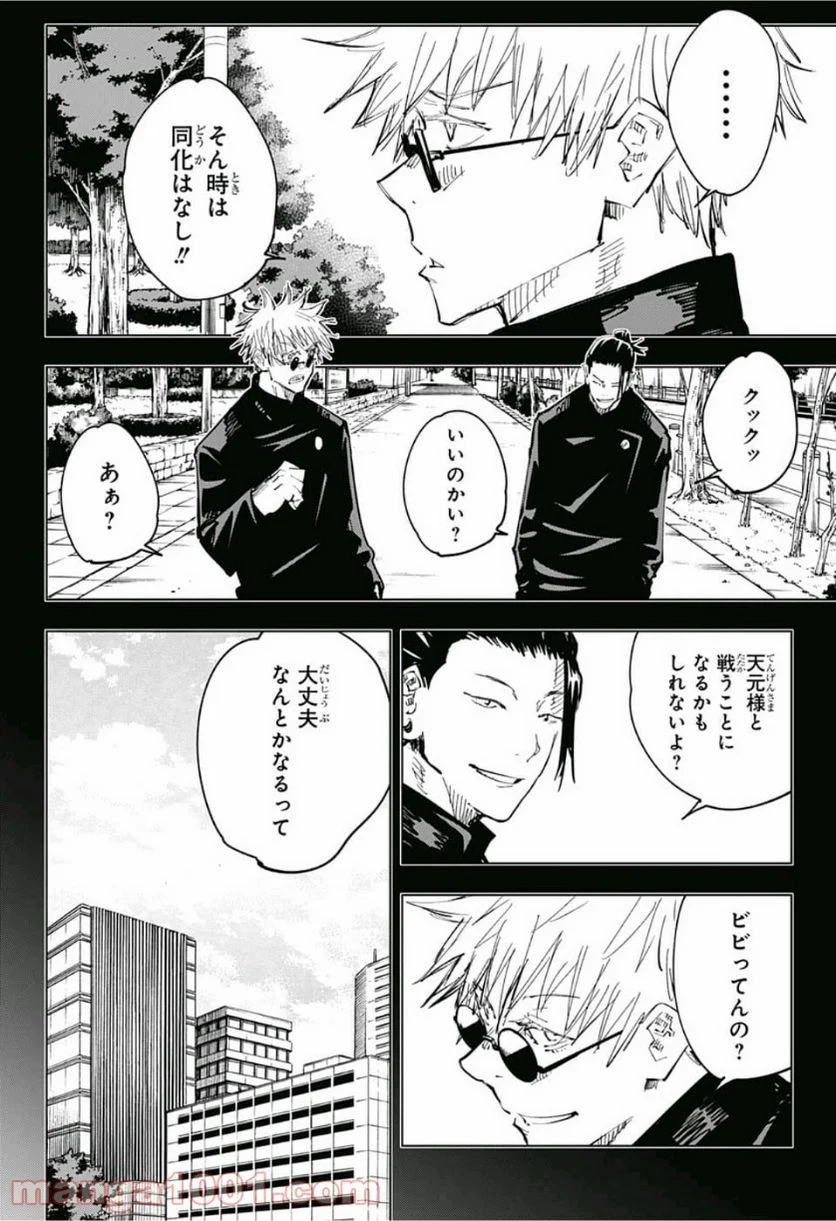 ……
そん時は
同化はなし!!
クックッ
いいのかい？
あぁ？
天元様と
戦うことに
なるかも
しれないよ？
ビビってんの？
大丈夫
なんとかなるって
manga1001.com